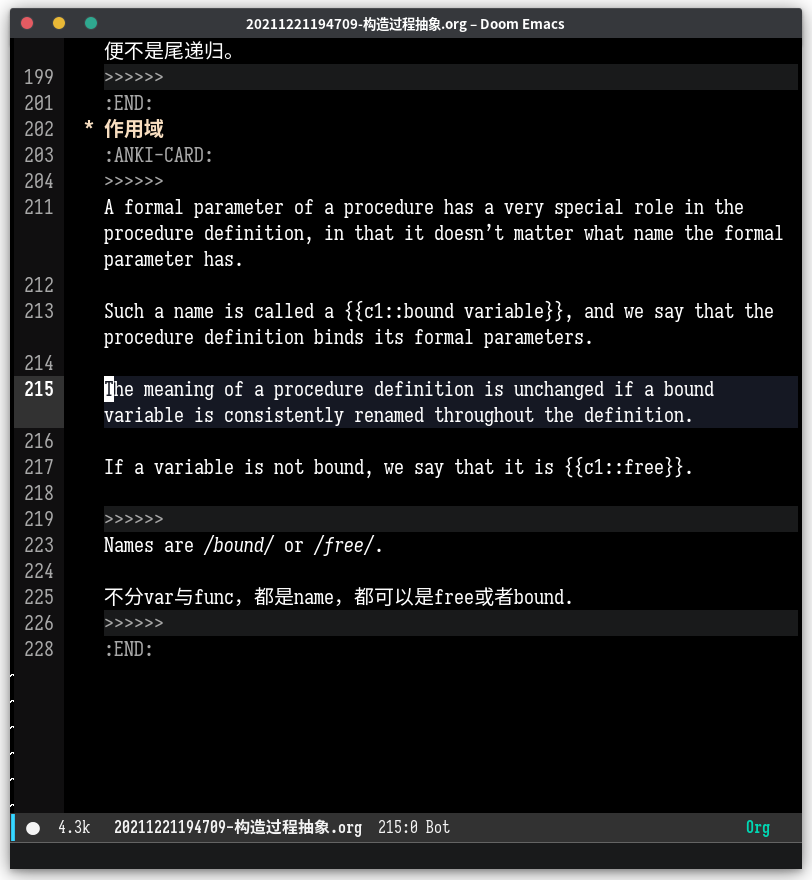 20211221194709-构造过程抽象.org – Doom Emacs
便不是尾递归。
199 >>>>>>
201 :END:
202 * 作用域
203 :ANKI-CARD:
204 >>>>>>
211 A formal parameter of a procedure has a very special role in the
procedure definition, in that it doesn’t matter what name the formal
parameter has.
212
213 Such a name is called a {{c1::bound variable}}, and we say that the
procedure definition binds its formal parameters.
214
215 The meaning of a procedure definition is unchanged if a bound
variable is consistently renamed throughout the definition.
216
217 If a variable is not bound, we say that it is {{c1::free}}.
218
219 >>>>>>
223 Names are /bound/ or /free/.
224
225 不分var与func，都是name，都可以是free或者bound.
226 >>>>>>
228 :END:
~
~
~
~
~
~
4.3k 20211221194709-构造过程抽象.org 215:0 Bot Org